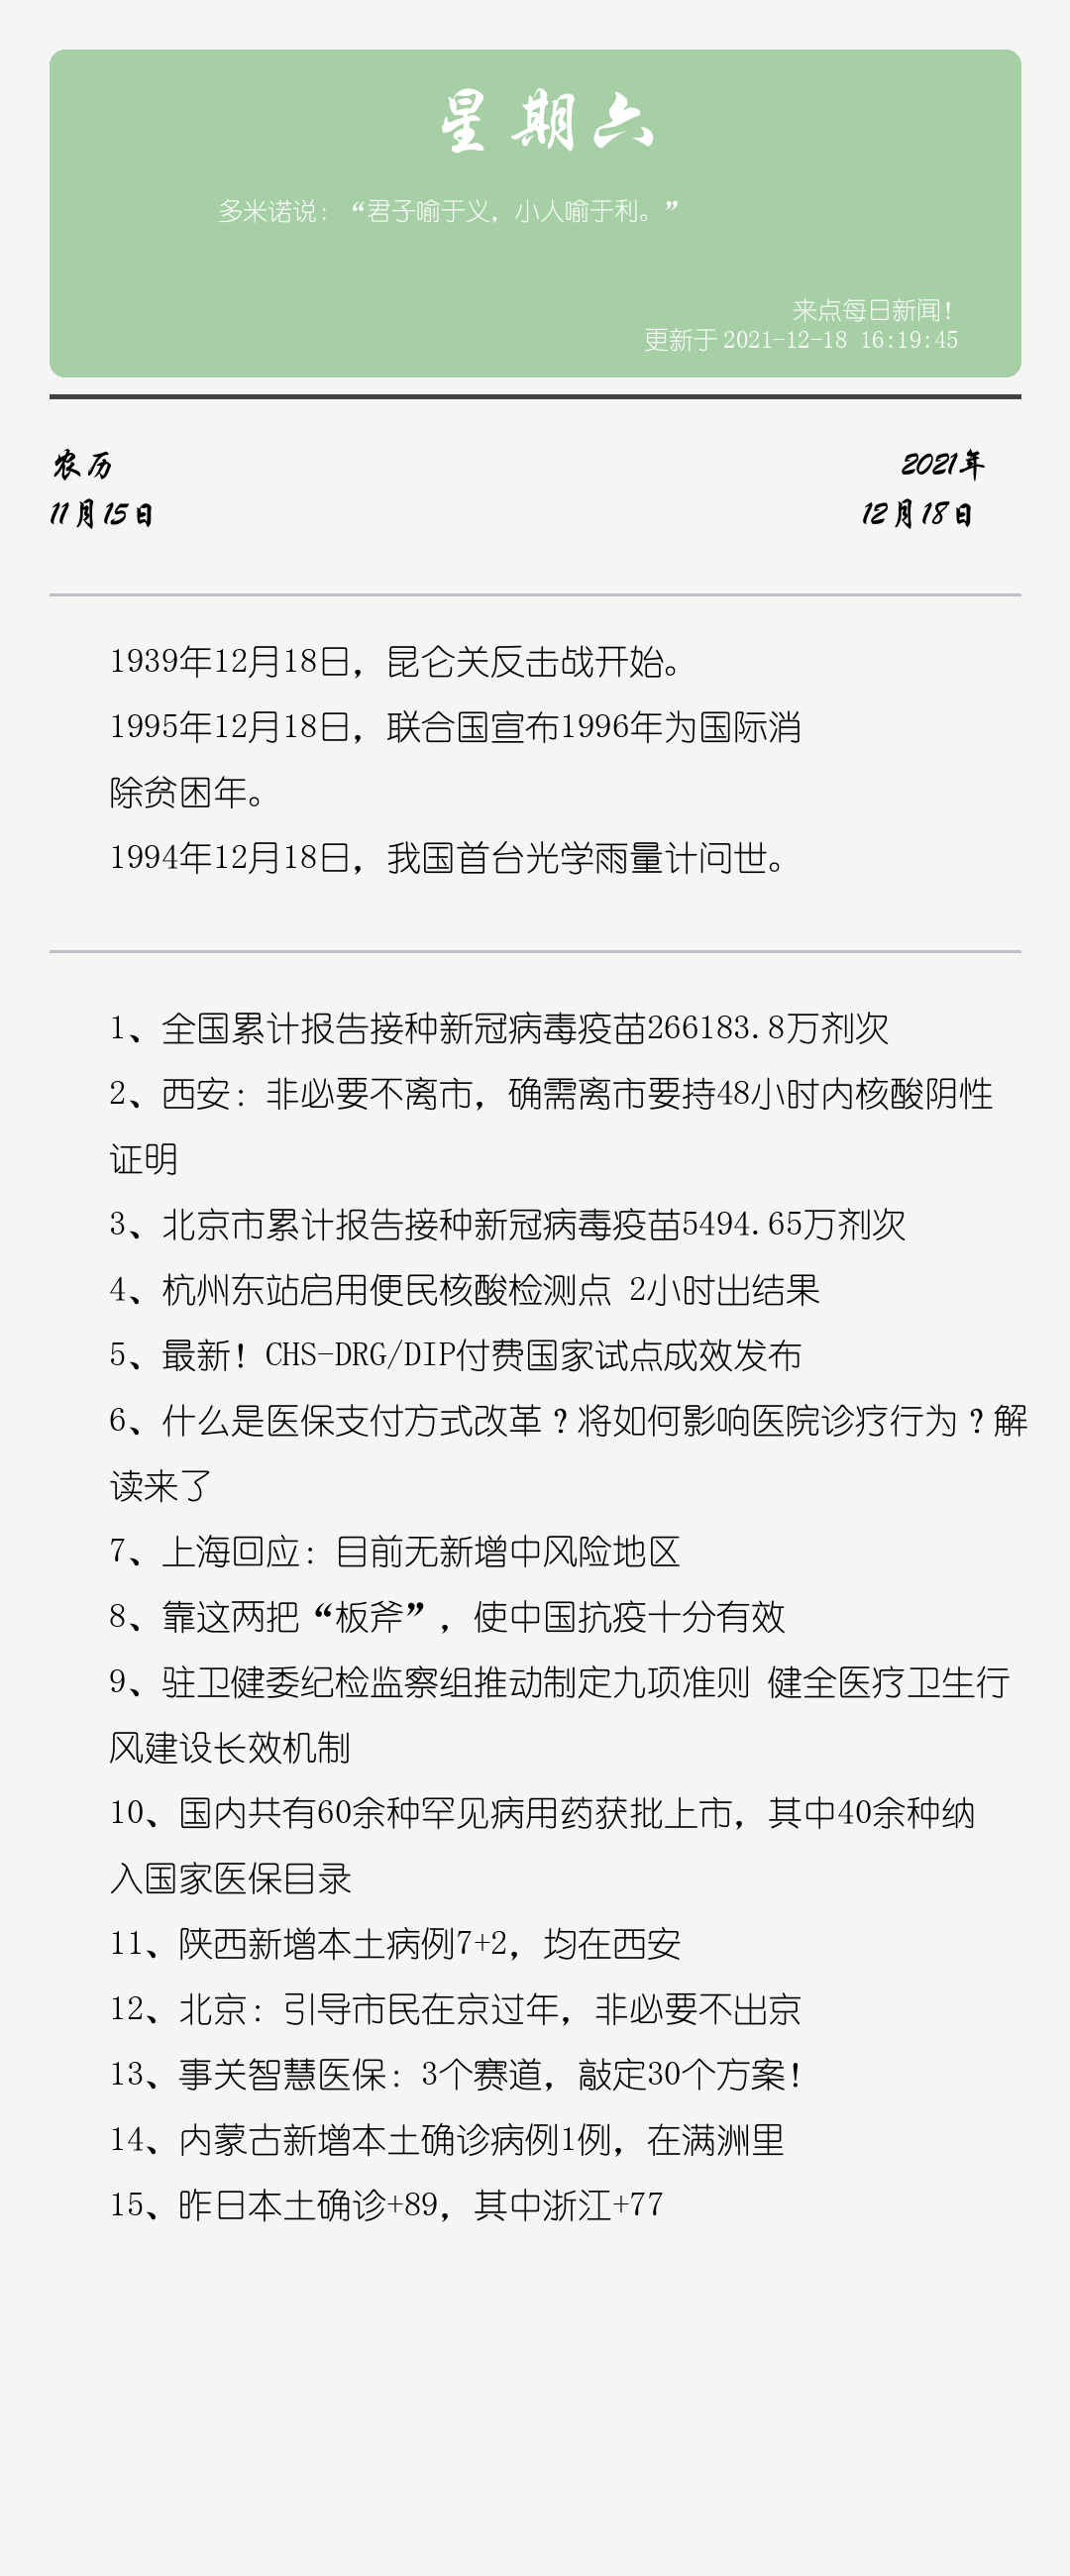 星期六
多米诺说：“君子喻于义，小人喻于利。”
来点每日新闻！
更新于 2021-12-18 16:19:45
农历
2021年
11月15日
12月18日
1939年12月18日，昆仑关反击战开始。
1995年12月18日，联合国宣布1996年为国际消
除贫困年。
1994年12月18日，我国首台光学雨量计问世。
1、全国累计报告接种新冠病毒疫苗266183.8万剂次
2、西安：非必要不离市，确需离市要持48小时内核酸阴性
证明
3、北京市累计报告接种新冠病毒疫苗5494.65万剂次
4、杭州东站启用便民核酸检测点 2小时出结果
5、最新！CHS-DRG/DIP付费国家试点成效发布
6、什么是医保支付方式改革？将如何影响医院诊疗行为？解
读来了
7、上海回应：目前无新增中风险地区
8、靠这两把“板斧”，使中国抗疫十分有效
9、驻卫健委纪检监察组推动制定九项准则 健全医疗卫生行
风建设长效机制
10、国内共有60余种罕见病用药获批上市，其中40余种纳
入国家医保目录
11、陕西新增本土病例7+2，均在西安
12、北京：引导市民在京过年，非必要不出京
13、事关智慧医保：3个赛道，敲定30个方案！
14、内蒙古新增本土确诊病例1例，在满洲里
15、昨日本土确诊+89，其中浙江+77